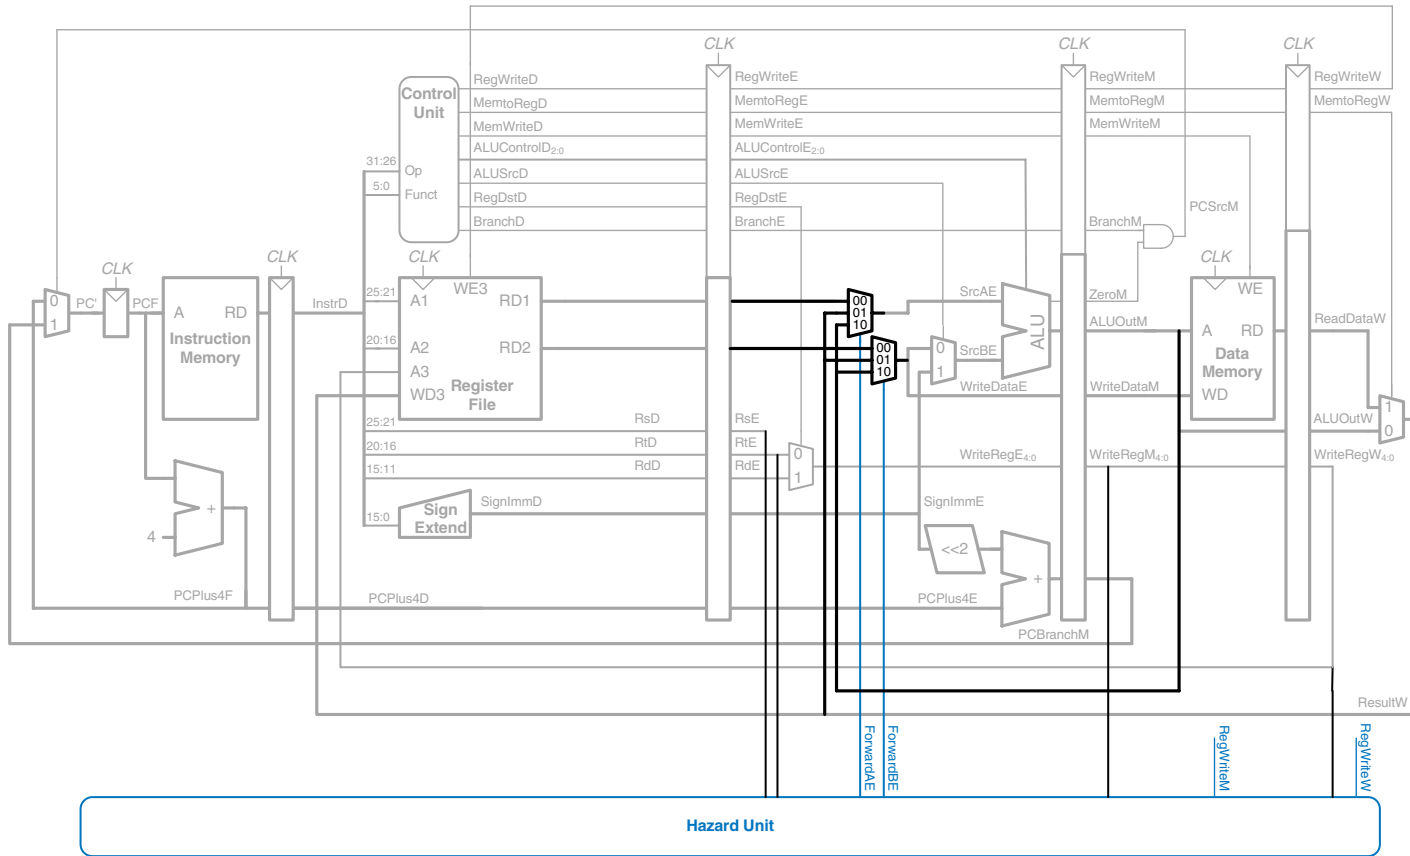 CLK
CLK
CLK
RegWriteD
RegWriteE
RegWriteM
RegWriteW
Control
Unit
MemtoRegD
MemtoRegE
MemtoRegM
MemtoRegW
MemWriteD
MemWriteE
MemWriteM
ALUControlD2:0
ALUControlE2:0
31:26
Op
ALUSrcD
ALUSrcE
5:0
Funct
RegDstD
RegDstE
PCSrcM
BranchD
BranchE
BranchM
CLK
CLK
CLK
CLK
0
1
PC'
PCF
A
RD
Instruction
Memory
InstrD
25:21
A1
WE3
RD1
20:16
A2
RD2
A3
WD3
Register
File
00
01
10
00
01
10
0
1
SrcAE
SrcBE
ALU
ZeroM
ALUOutM
WE
A
RD
Data
Memory
WD
ReadDataW
WriteDataE
WriteDataM
ALUOutW
1
0
25:21
RsD
RsE
20:16
RtD
RtE
15:11
RdD
RdE
0
1
WriteRegE4:0
WriteRegM4:0
WriteRegW4:0
15:0
Sign
Extend
SignImmD
SignImmE
+
4
<<2
+
PCPlus4F
PCPlus4D
PCPlus4E
PCBranchM
ResultW
ForwardAE
ForwardBE
RegWriteM
RegWriteW
Hazard Unit